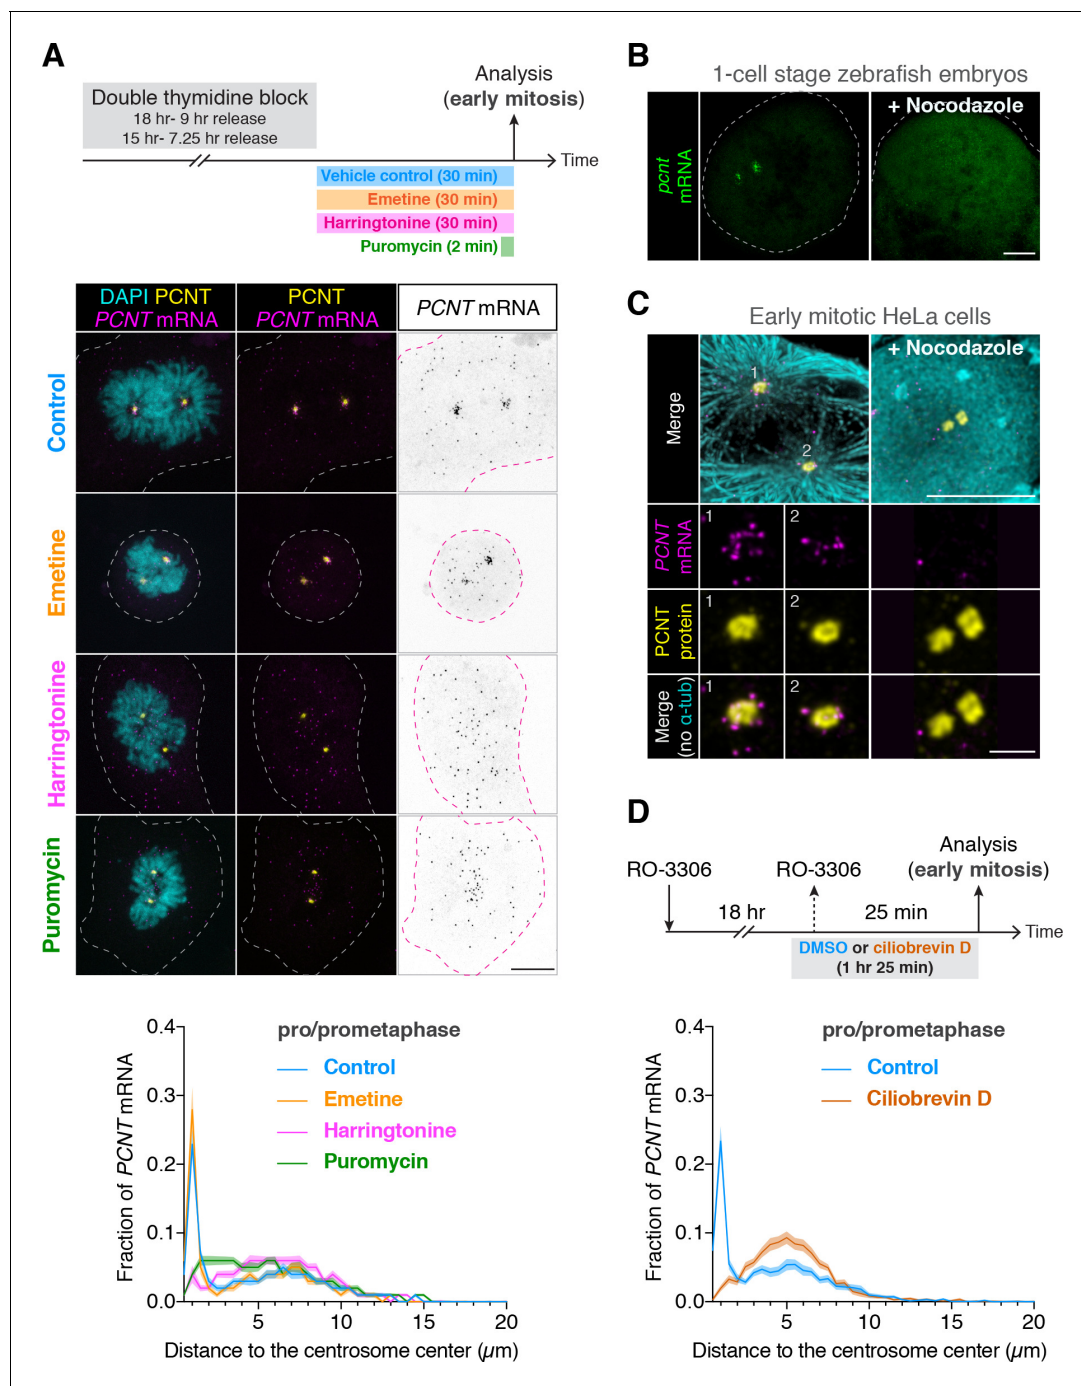 A
Double thymidine block
18 hr- 9 hr release
15 hr- 7.25 hr release
Analysis
(early mitosis)
Time
Vehicle control (30 min)
Emetine (30 min)
Harringtonine (30 min)
Puromycin (2 min)
DAPI PCNT
PCNT mRNA
PCNT
PCNT mRNA
PCNT mRNA
Control
Emetine
Harringtonine
Puromycin
Fraction of PCNT mRNA
0.4
0.3
0.2
0.1
0.0
pro/prometaphase
Control
Emetine
Harringtonine
Puromycin
5
10
15
20
Distance to the centrosome center (µm)
B
1-cell stage zebrafish embryos
pcnt
mRNA
+ Nocodazole
C
Early mitotic HeLa cells
Merge
1
2
+ Nocodazole
PCNT
mRNA
1
2
PCNT
protein
1
2
Merge
(no α-tub)
1
2
D
RO-3306
RO-3306
Analysis
(early mitosis)
18 hr
25 min
Time
DMSO or ciliobrevin D
(1 hr 25 min)
Fraction of PCNT mRNA
0.4
0.3
0.2
0.1
0.0
pro/prometaphase
Control
Ciliobrevin D
5
10
15
20
Distance to the centrosome center (µm)